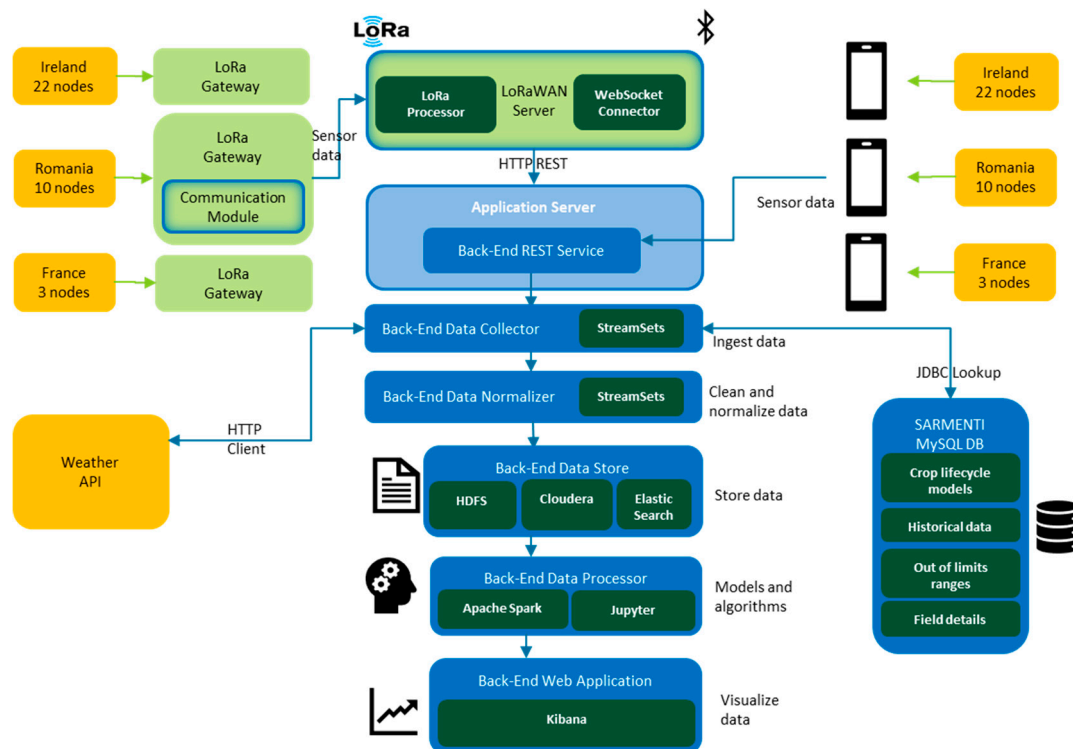 LoRa
Ireland
22 nodes
LoRa
Gateway
LoRa
Processor
LoRaWAN
Server
WebSocket
Connector
Ireland
22 nodes
Romania
10 nodes
LoRa
Gateway
Communication
Module
Sensor
data
HTTP REST
Romania
10 nodes
Application Server
Back-End REST Service
Sensor data
France
3 nodes
LoRa
Gateway
France
3 nodes
Back-End Data Collector
StreamSets
Ingest data
JDBC Lookup
Back-End Data Normalizer
StreamSets
Clean and
normalize data
Weather
API
HTTP
Client
Back-End Data Store
HDFS
Cloudera
Elastic
Search
Store data
SARMENTI
MySQL DB
Crop lifecycle
models
Historical data
Out of limits
ranges
Field details
Back-End Data Processor
Apache Spark
Jupyter
Models and
algorithms
Back-End Web Application
Kibana
Visualize
data